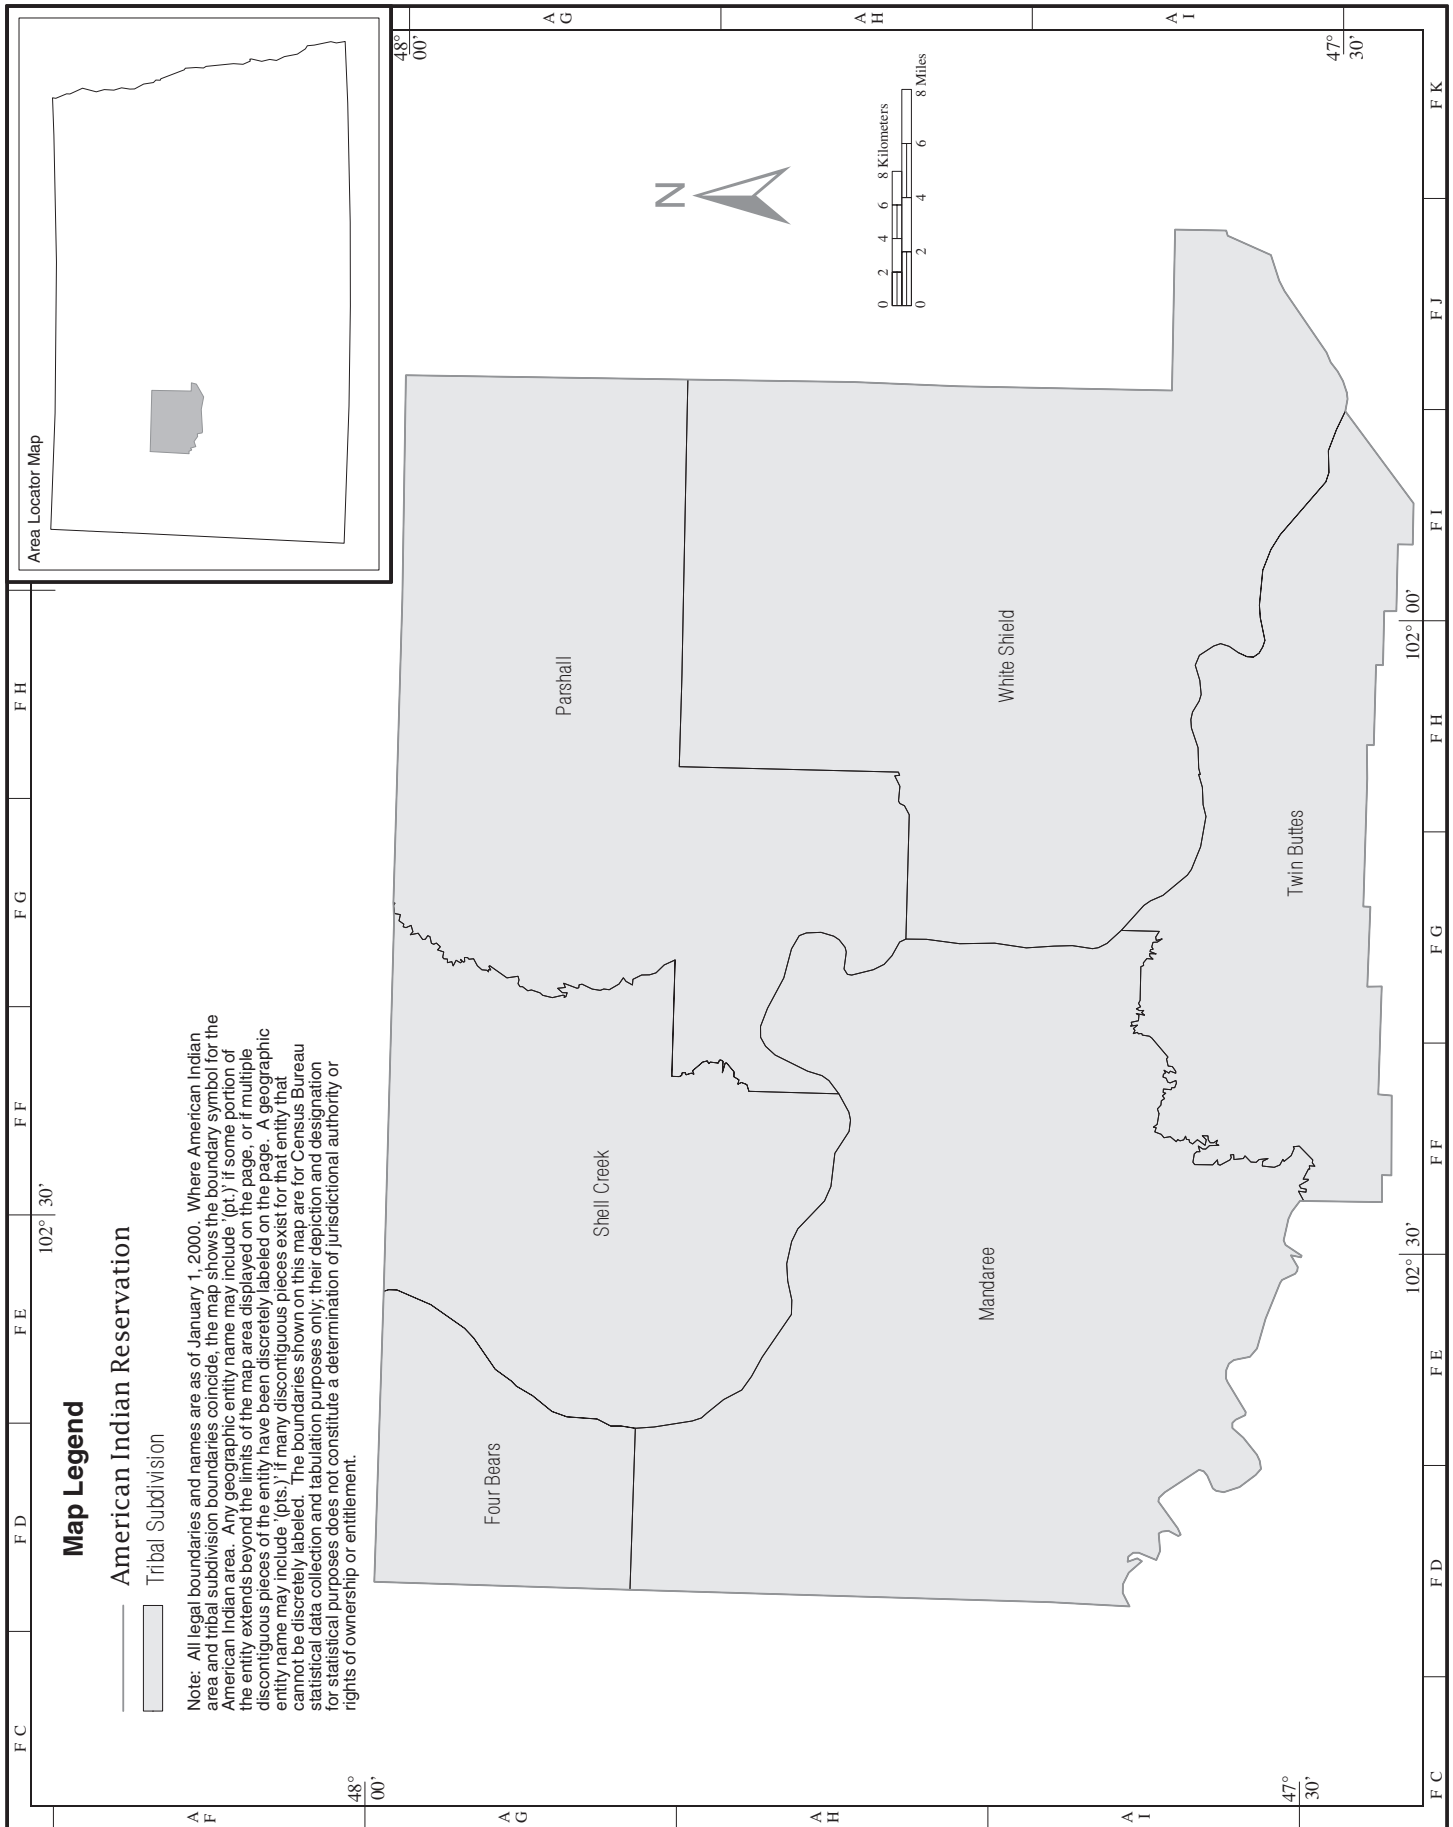 Map Legend
American Indian Reservation
Tribal Subdivision
Note: All legal boundaries and names are as of January 1, 2000. Where American Indian
area and tribal subdivision boundaries coincide, the map shows the boundary symbol for the
American Indian area. Any geographic entity name may include '(pt.)' if some portion of
the entity extends beyond the limits of the map area displayed on the page, or if multiple
discontiguous pieces of the entity have been discretely labeled on the page. A geographic
entity name may include '(pts.)' if many discontiguous pieces exist for that entity that
cannot be discretely labeled. The boundaries shown on this map are for Census Bureau
statistical data collection and tabulation purposes only; their depiction and designation
for statistical purposes does not constitute a determination of jurisdictional authority or
rights of ownership or entitlement.
Area Locator Map
F C
F D
F E
F F
F G
F H
102° 30'
48°
00'
48°
00'
A
F
A
G
A
H
A
I
A
G
A
H
A
I
N
0 2 4 6 8 Kilometers
0 2 4 6 8 Miles
Four Bears
Shell Creek
Parshall
Mandaree
White Shield
Twin Buttes
47°
30'
47°
30'
102° 30'
102° 00'
F C
F D
F E
F F
F G
F H
F I
F J
F K